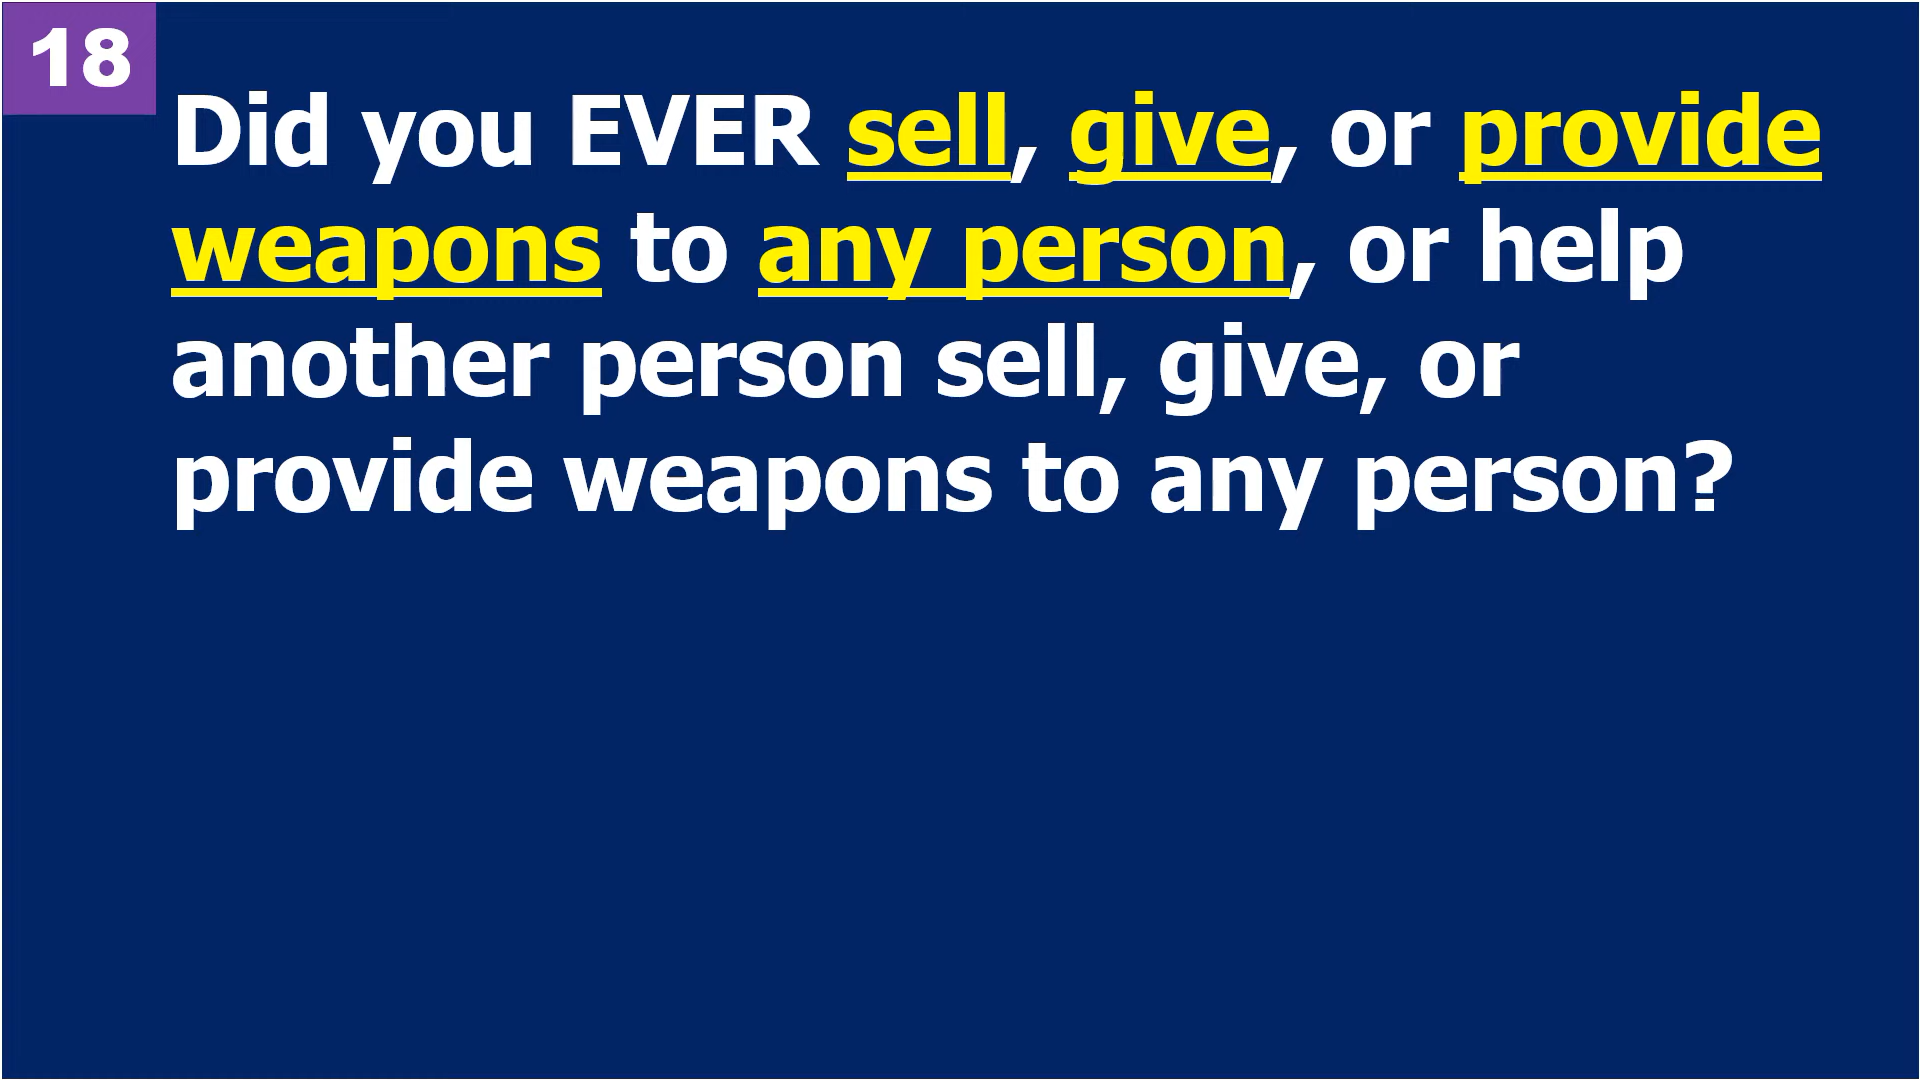 18
Did you EVER sell, give, or provide
weapons to any person, or help
another person sell, give, or
provide weapons to any person?